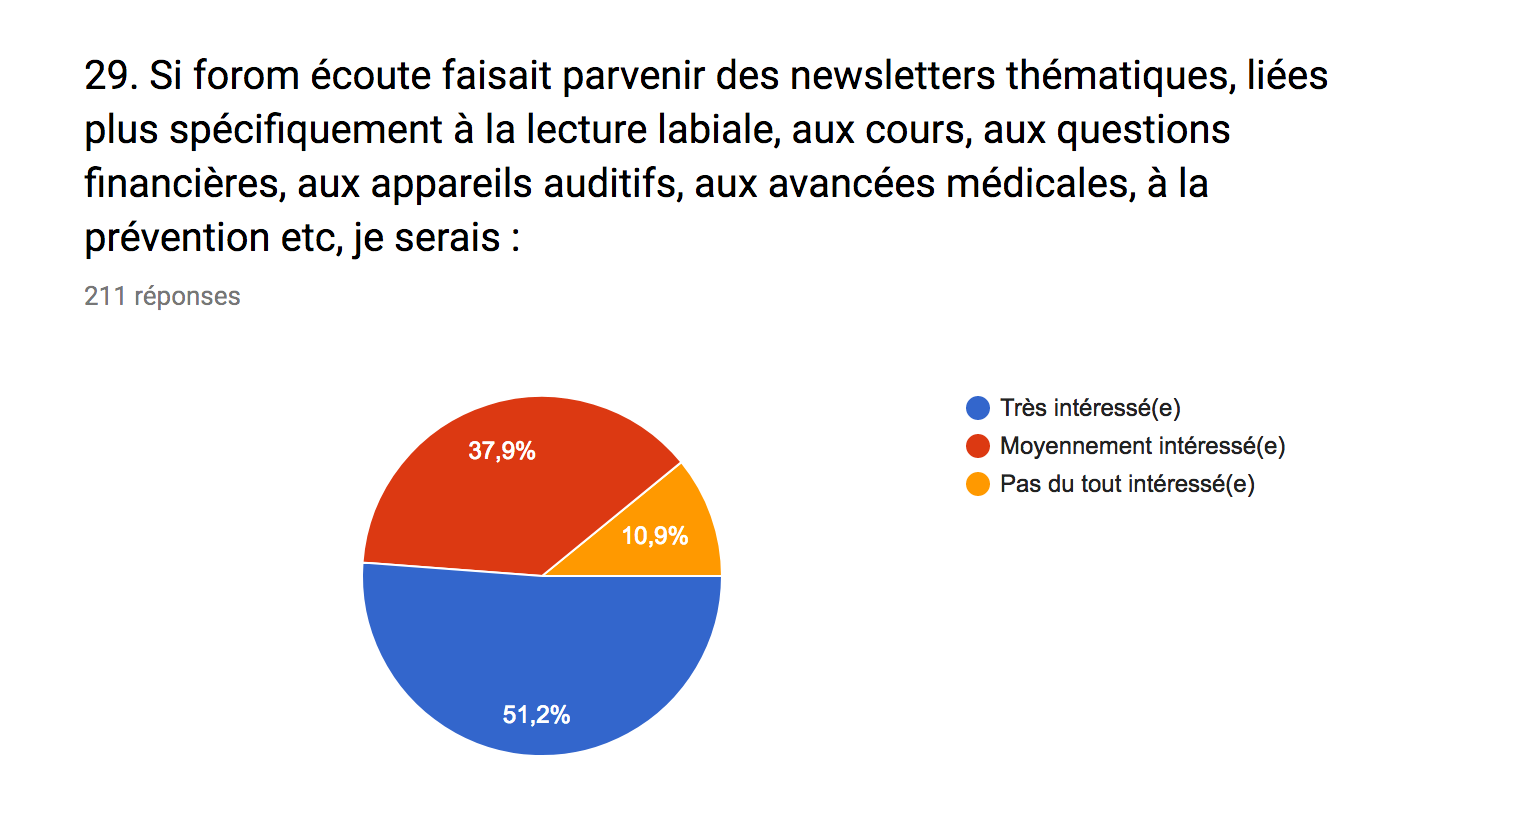 29. Si forom écoute faisait parvenir des newsletters thématiques, liées
plus spécifiquement à la lecture labiale, aux cours, aux questions
financières, aux appareils auditifs, aux avancées médicales, à la
prévention etc, je serais :
211 réponses
37,9%
10,9%
51,2%
Très intéressé(e)
Moyennement intéressé(e)
Pas du tout intéressé(e)